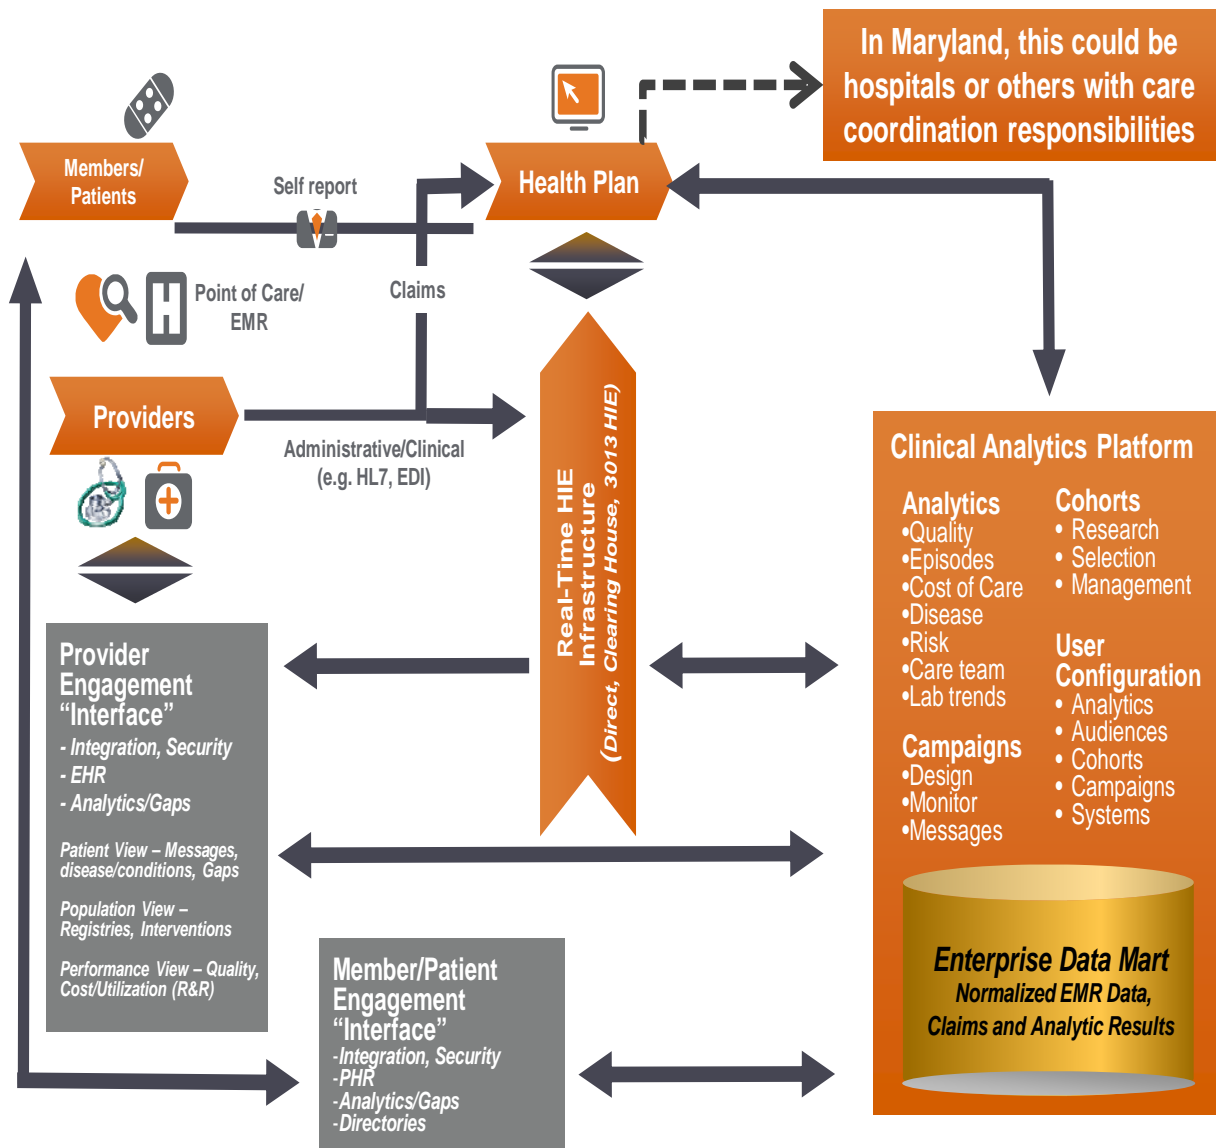 In Maryland, this could be
hospitals or others with care
coordination responsibilities
Members/
Patients
Self report
Health Plan
Point of Care/
EMR
Claims
Providers
Administrative/Clinical
(e.g. HL7, EDI)
Real-Time HIE
Infrastructure
(Direct, Clearing House, 3013 HIE)
Provider
Engagement
“Interface”
- Integration, Security
- EHR
- Analytics/Gaps
Patient View – Messages,
disease/conditions, Gaps
Population View –
Registries, Interventions
Performance View – Quality,
Cost/Utilization (R&R)
Member/Patient
Engagement
“Interface”
-Integration, Security
-PHR
-Analytics/Gaps
-Directories
Clinical Analytics Platform
Analytics
•Quality
•Episodes
•Cost of Care
•Disease
•Risk
•Care team
•Lab trends
Campaigns
•Design
•Monitor
•Messages
Cohorts
• Research
• Selection
• Management
User
Configuration
• Analytics
• Audiences
• Cohorts
• Campaigns
• Systems
Enterprise Data Mart
Normalized EMR Data,
Claims and Analytic Results